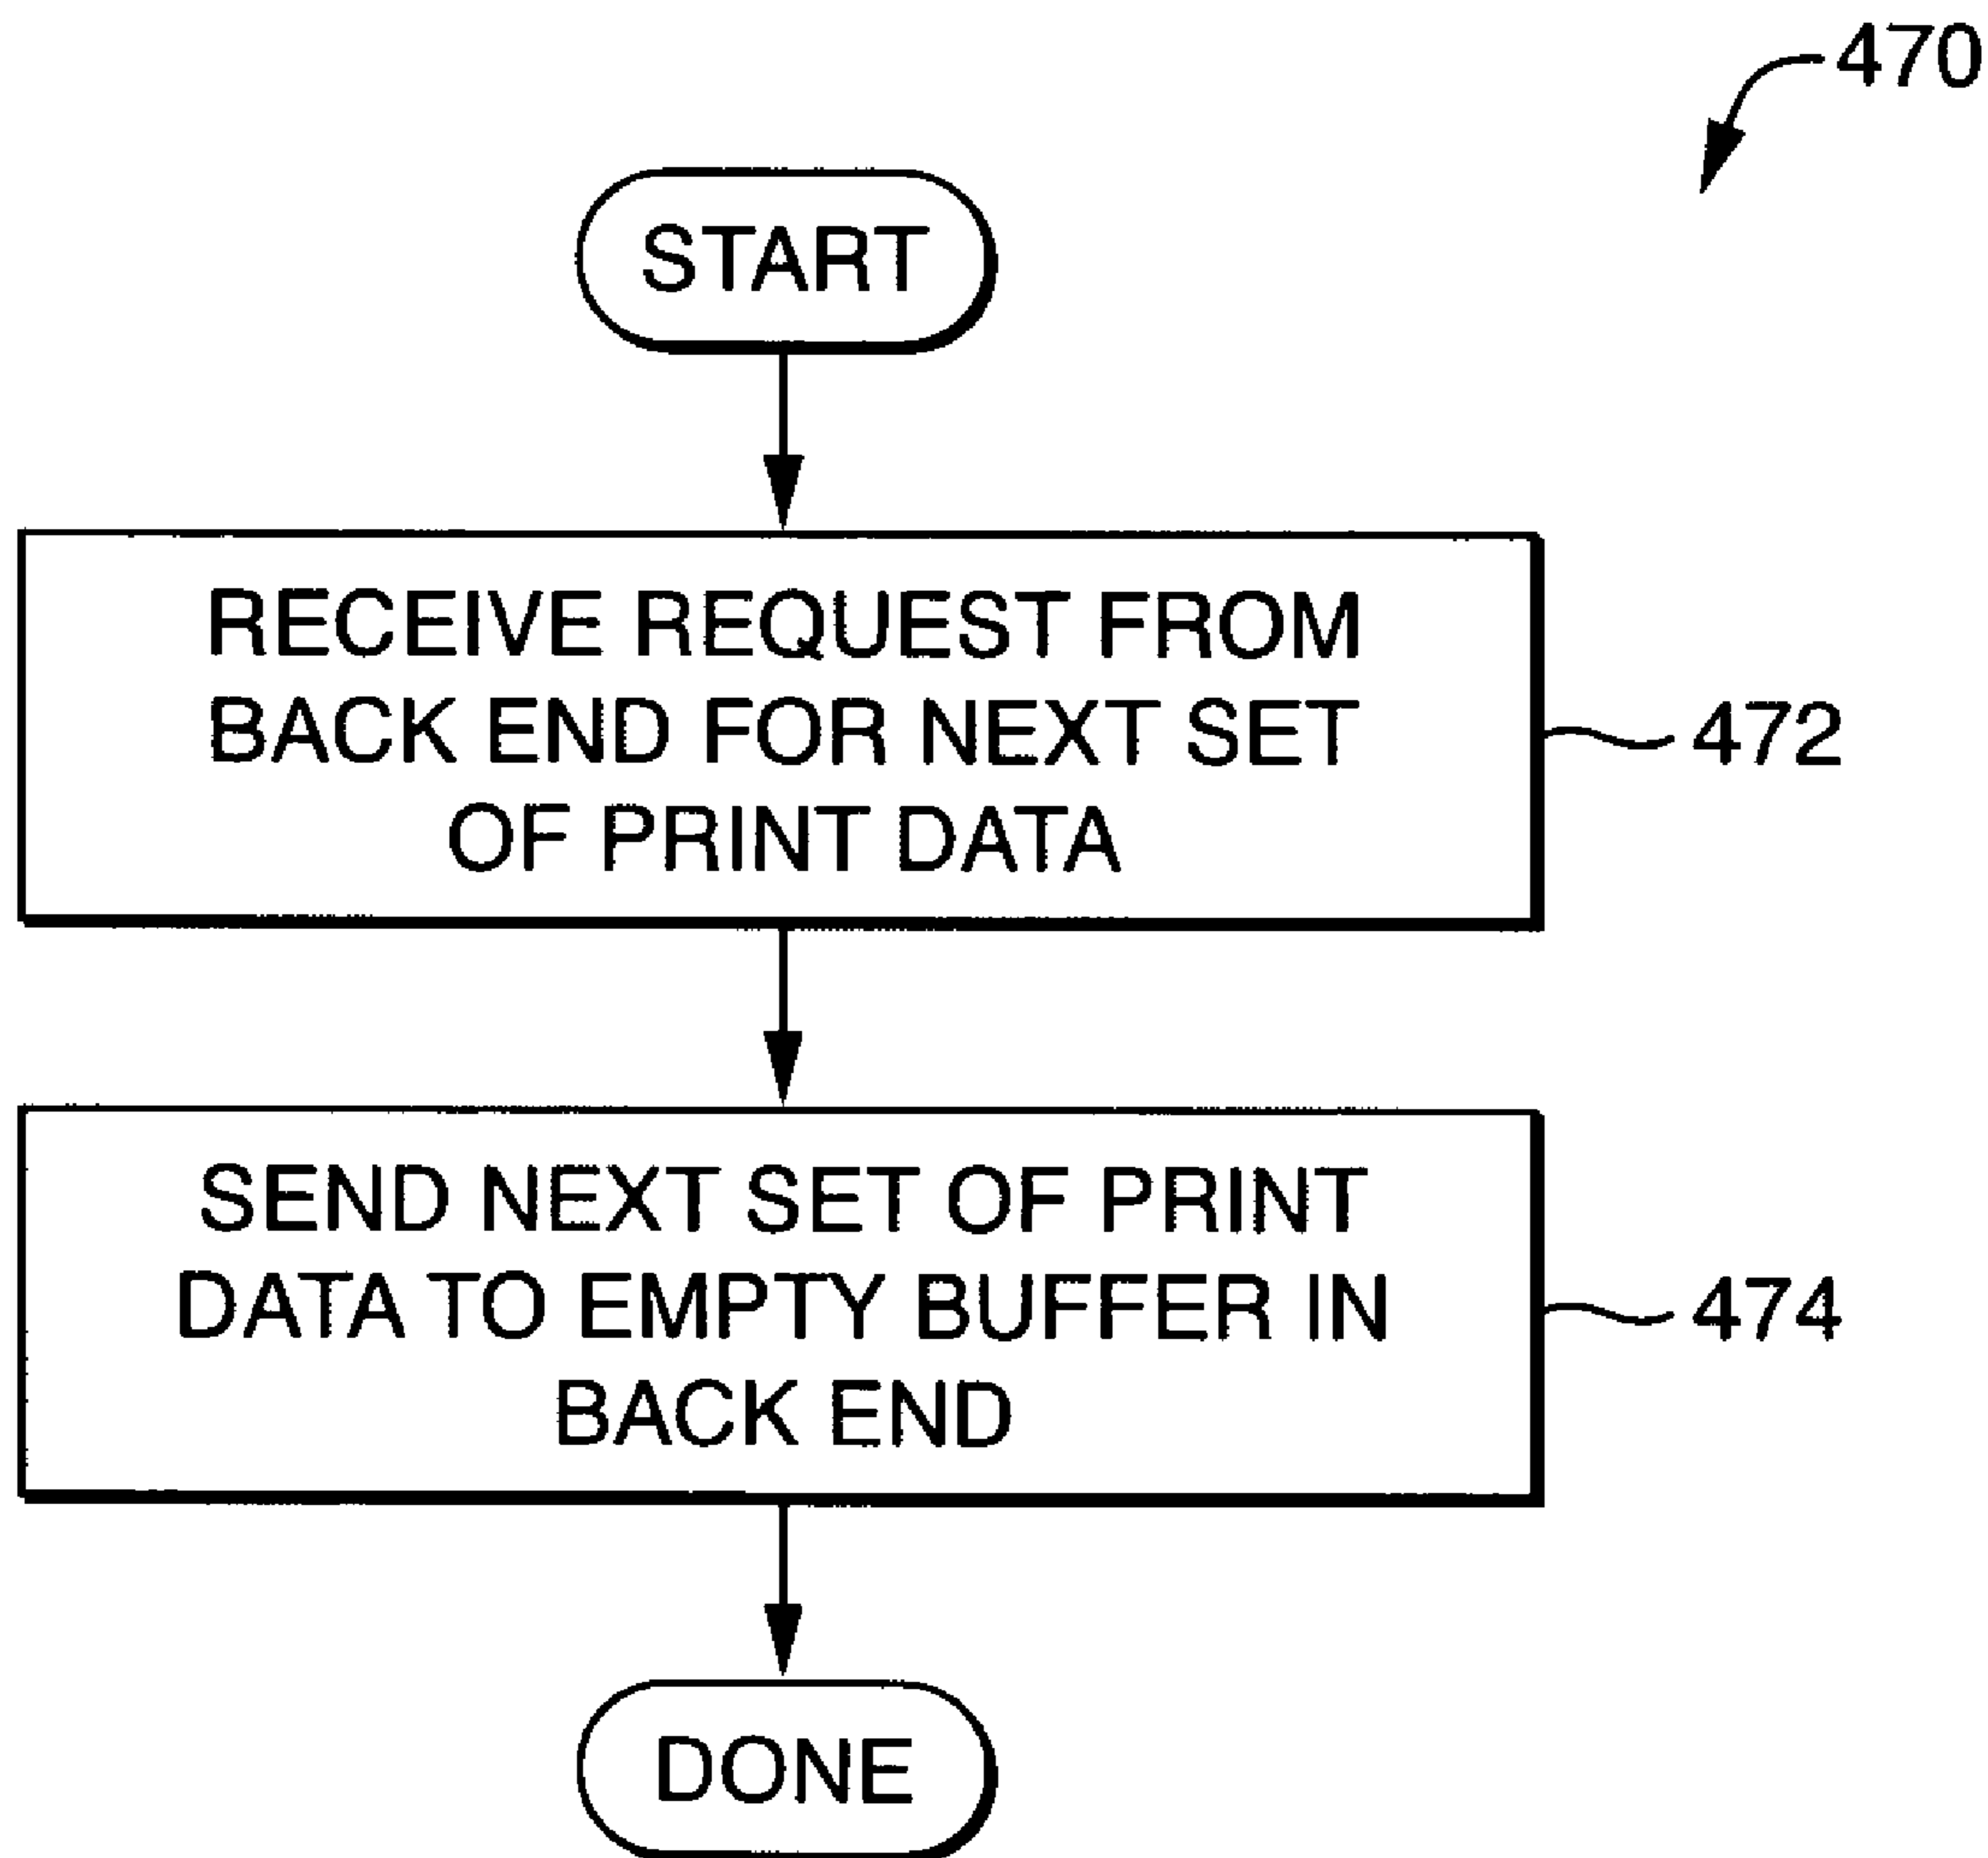 470
START
RECEIVE REQUEST FROM
BACK END FOR NEXT SET
OF PRINT DATA
472
SEND NEXT SET OF PRINT
DATA TO EMPTY BUFFER IN
BACK END
474
DONE